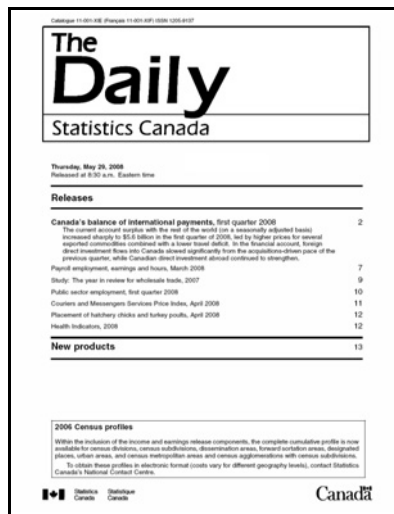 Catalogue 11-001-XIE (Français 11-001-XIF) ISSN 1205-9137
The
Daily
Statistics Canada
Thursday, May 29, 2008
Released at 8:30 a.m. Eastern time
Releases
Canada's balance of international payments, first quarter 2008 2
The current account surplus with the rest of the world (on a seasonally adjusted basis)
increased sharply to $5.6 billion in the first quarter of 2008, led by higher prices for several
exported commodities combined with a lower travel deficit. In the financial account, foreign
direct investment flows into Canada slowed significantly from the acquisitions-driven pace of the
previous quarter, while Canadian direct investment abroad continued to strengthen.
Payroll employment, earnings and hours, March 2008 7
Study: The year in review for wholesale trade, 2007 9
Public sector employment, first quarter 2008 10
Couriers and Messengers Services Price Index, April 2008 11
Placement of hatchery chicks and turkey poults, April 2008 12
Health Indicators, 2008 12
New products 13
2006 Census profiles
Within the inclusion of the income and earnings release components, the complete cumulative profile is now
available for census divisions, census subdivisions, dissemination areas, forward sortation areas, designated
places, urban areas, and census metropolitan areas and census agglomerations with census subdivisions.
To obtain these profiles in electronic format (costs vary for different geography levels), contact Statistics
Canada's National Contact Centre.
Statistics Statistique
Canada Canada
Canada